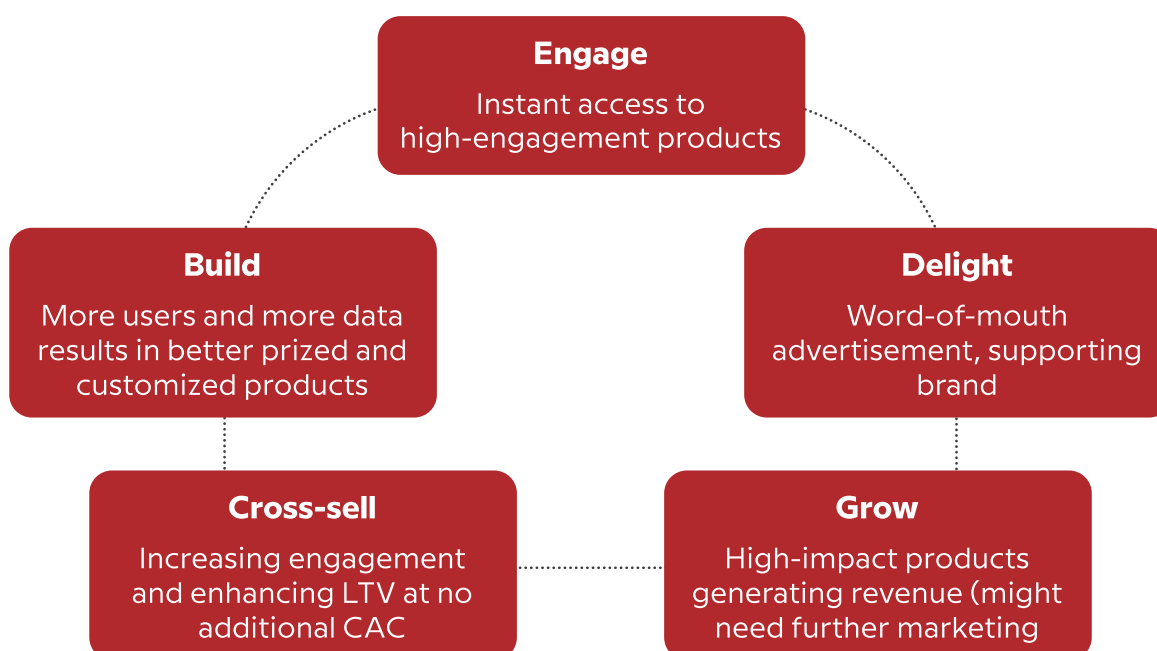 Engage
Instant access to
high-engagement products
Delight
Word-of-mouth
advertisement, supporting
brand
Grow
High-impact products
generating revenue (might
need further marketing
Cross-sell
Increasing engagement
and enhancing LTV at no
additional CAC
Build
More users and more data
results in better prized and
customized products